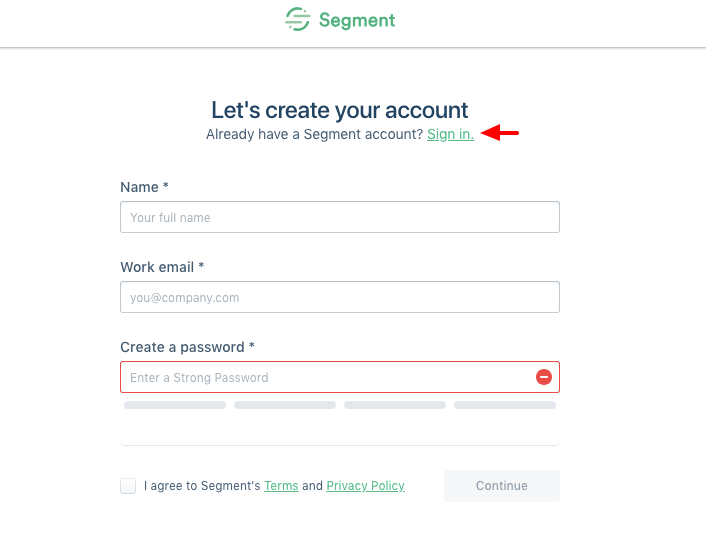 Segment
Let's create your account
Already have a Segment account? Sign in.
Name *
Your full name
Work email *
you@company.com
Create a password *
Enter a Strong Password
I agree to Segment's Terms and Privacy Policy
Continue